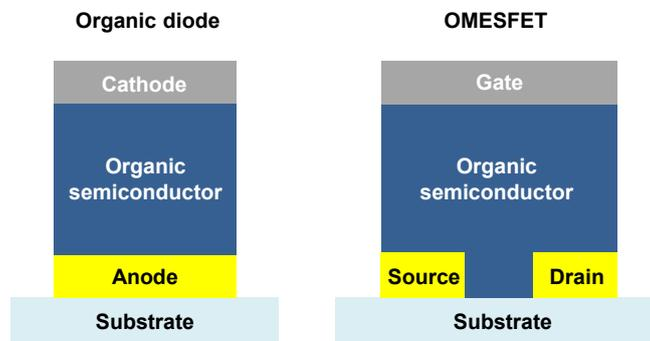 Organic diode
Cathode
Organic
semiconductor
Anode
Substrate
OMESFET
Gate
Organic
semiconductor
Source
Drain
Substrate